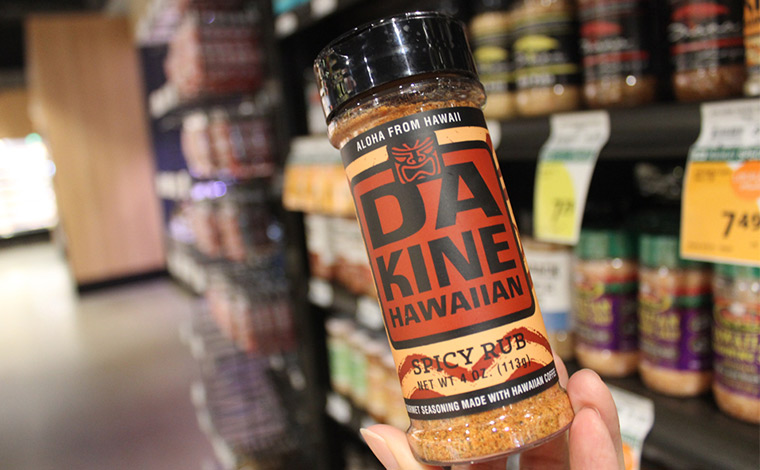 ALOHA FROM HAWAII
DA
KINE
HAWAIIAN
SPICY RUB
NET WT 4 OZ. (113g)
SEASONING MADE WITH HAWAIIAN COFFEE
7.49